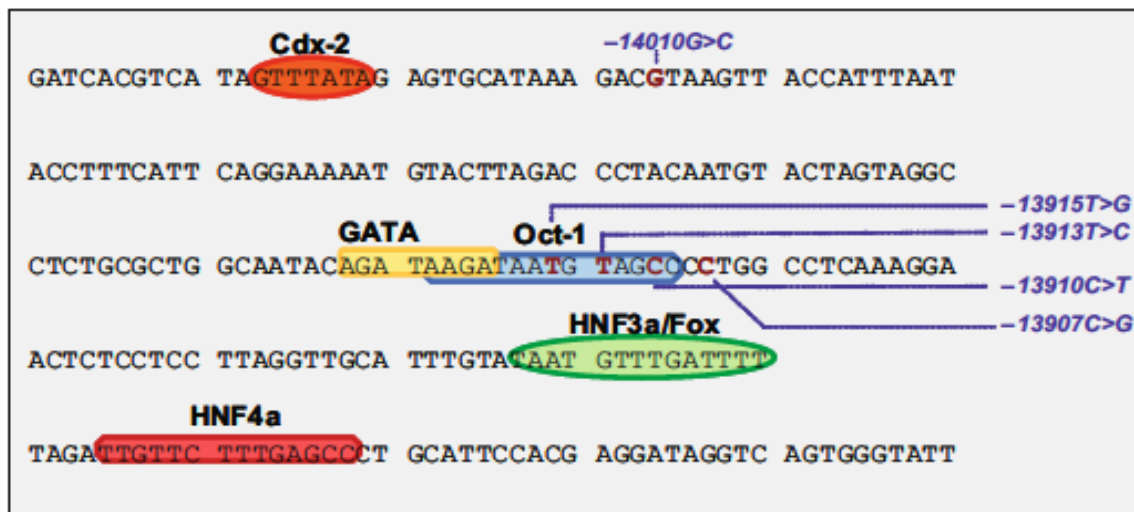 Cdx-2 –14010G>C
GATCACGTCA TAGTTTATAG AGTGCATAAA GACGTAAGTT ACCATTTAAT
ACCTTTCATT CAGGAAAAAT GTACTTAGAC CCTACAATGT ACTAGTAGGC
–13915T>G
GATA Oct-1 –13913T>C
CTCTGCGCTG GCAATACAGA TAAGATAATG TAGCCCCTGG CCTCAAAGGA
–13910C>T
HNF3a/Fox –13907C>G
ACTCTCCTCC TTAGGTTGCA TTTGTATAAT GTTTGATTTT
HNF4a
TAGATTGTTC TTTGAGCCCT GCATTCCACG AGGATAGGTC AGTGGGTATT